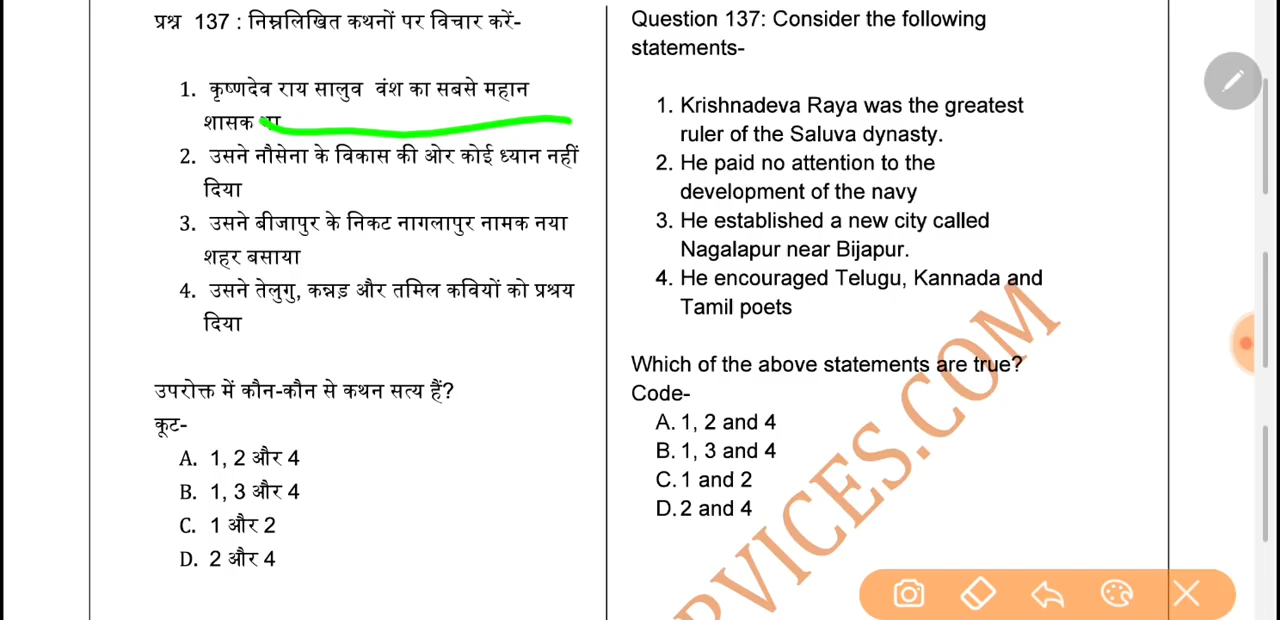 प्रश्न 137 : निम्नलिखित कथनों पर विचार करें-
1. कृष्णदेव राय सालुव वंश का सबसे महान
शासक था
2. उसने नौसेना के विकास की ओर कोई ध्यान नहीं
दिया
3. उसने बीजापुर के निकट नागलापुर नामक नया
शहर बसाया
4. उसने तेलुगु, कन्नड़ और तमिल कवियों को प्रश्रय
दिया
उपरोक्त में कौन-कौन से कथन सत्य हैं?
कूट-
A. 1, 2 और 4
B. 1, 3 और 4
C. 1 और 2
D. 2 और 4
Question 137: Consider the following
statements-
1. Krishnadeva Raya was the greatest
ruler of the Saluva dynasty.
2. He paid no attention to the
development of the navy
3. He established a new city called
Nagalapur near Bijapur.
4. He encouraged Telugu, Kannada and
Tamil poets
Which of the above statements are true?
Code-
A. 1, 2 and 4
B. 1, 3 and 4
C. 1 and 2
D. 2 and 4
RVICES.COM